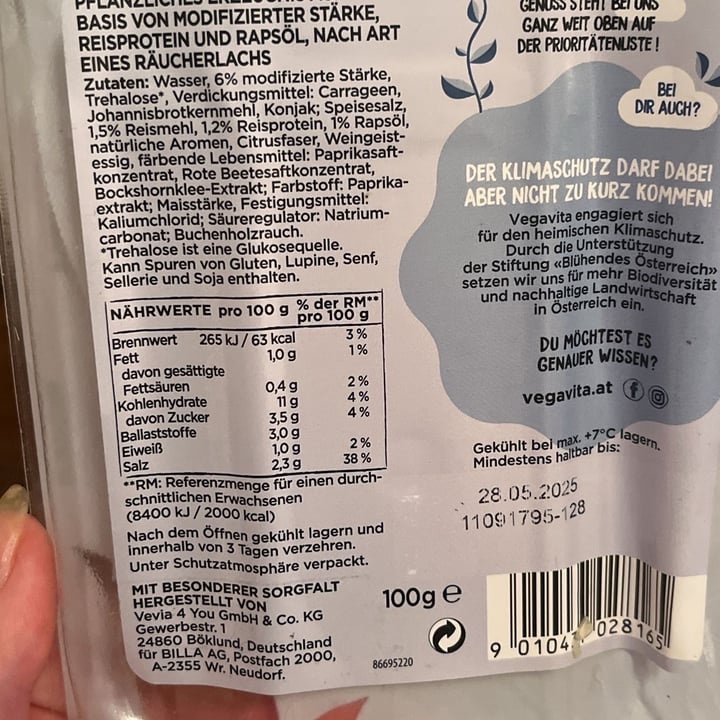 PFLANZLICHES
BASIS VON MODIFIZIERTER STÄRKE,
REISPROTEIN UND RAPSÖL, NACH ART
EINES RÄUCHERLACHS
Zutaten: Wasser, 6% modifizierte Stärke,
Trehalose*, Verdickungsmittel: Carrageen,
Johannisbrotkernmehl, Konjak; Speisesalz,
1,5% Reismehl, 1,2% Reisprotein, 1% Rapsöl,
natürliche Aromen, Citrusfaser, Weingeist-
essig, färbende Lebensmittel: Paprikasaft-
konzentrat, Rote Beetesaftkonzentrat,
Bockshornklee-Extrakt; Farbstoff: Paprika-
extrakt; Maisstärke, Festigungsmittel:
Kaliumchlorid; Säureregulator: Natrium-
carbonat; Buchenholzrauch.
*Trehalose ist eine Glukosequelle.
Kann Spuren von Gluten, Lupine, Senf,
Sellerie und Soja enthalten.
NÄHRWERTE pro 100 g % der RM**
pro 100 g
Brennwert 265 kJ / 63 kcal 3 %
Fett 1,0 g 1 %
davon gesättigte
Fettsäuren 0,4 g 2 %
Kohlenhydrate 11 g 4 %
davon Zucker 3,5 g 4 %
Ballaststoffe 3,0 g
Eiweiß 1,0 g 2 %
Salz 2,3 g 38 %
**RM: Referenzmenge für einen durch-
schnittlichen Erwachsenen
(8400 kJ / 2000 kcal)
Nach dem Öffnen gekühlt lagern und
innerhalb von 3 Tagen verzehren.
Unter Schutzatmosphäre verpackt.
MIT BESONDERER SORGFALT
HERGESTELLT VON
Vevia 4 You GmbH & Co. KG
Gewerbestr. 1
24860 Böklund, Deutschland
für BILLA AG, Postfach 2000,
A-2355 Wr. Neudorf.
GENUSS STEHT BEI UNS
GANZ WEIT OBEN AUF
DER PRIORITÄTENLISTE!
BEI
DIR AUCH?
DER KLIMASCHUTZ DARF DABEI
ABER NICHT ZU KURZ KOMMEN!
Vegavita engagiert sich
für den heimischen Klimaschutz.
Durch die Unterstützung
der Stiftung «Blühendes Österreich»
setzen wir uns für mehr Biodiversität
und nachhaltige Landwirtschaft
in Österreich ein.
DU MÖCHTEST ES
GENAUER WISSEN?
vegavita.at
Gekühlt bei max. +7°C lagern.
Mindestens haltbar bis:
28.05.2025
11091795-128
100g e
86695220
9 0104 028165